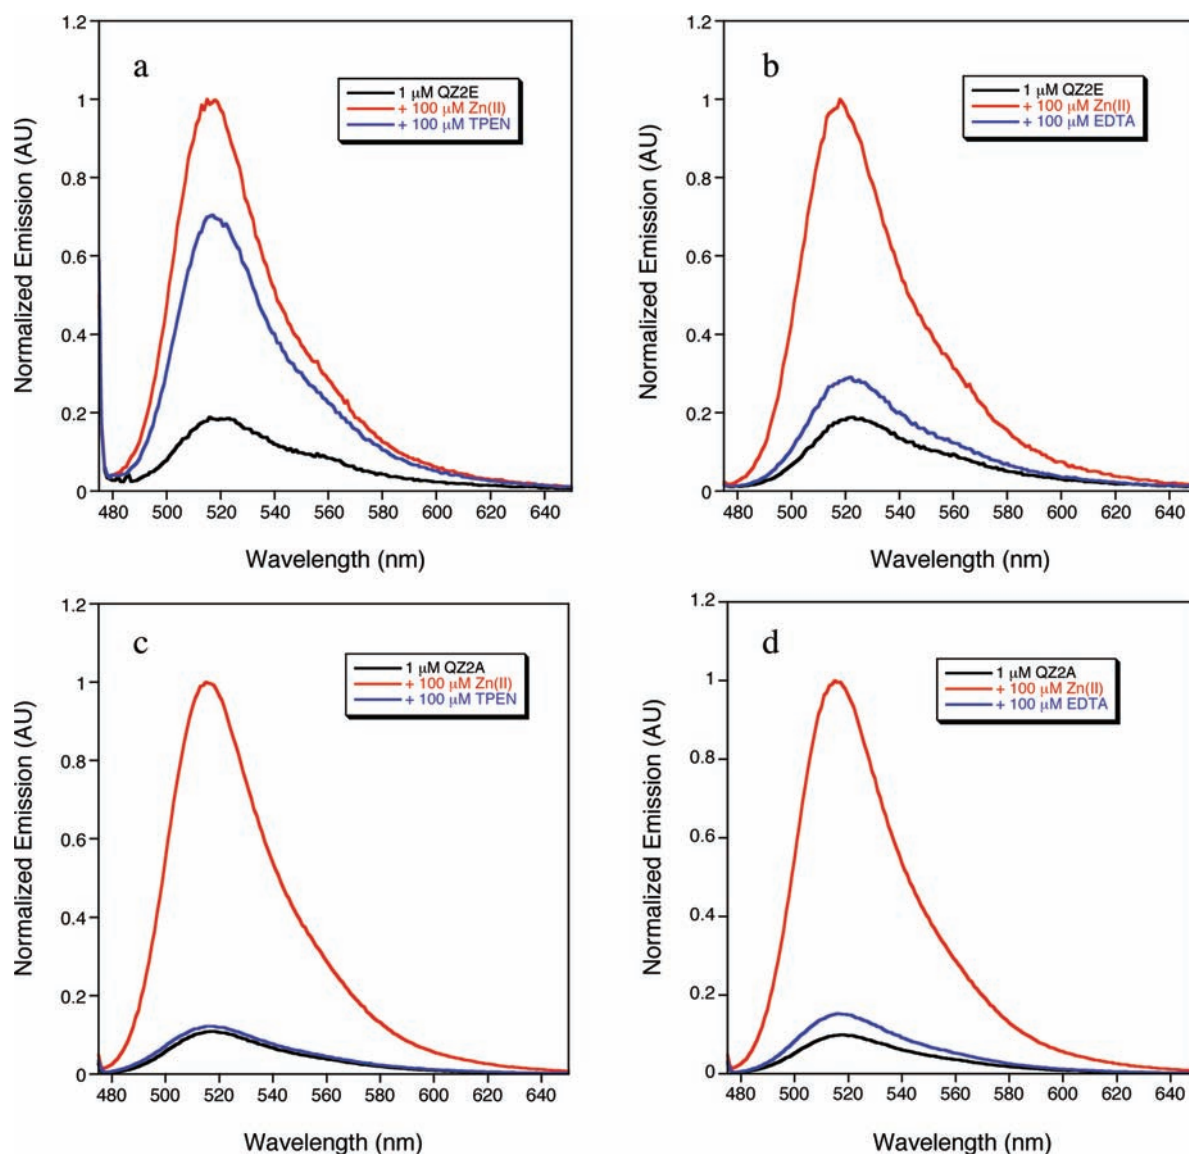 a
1 μM QZ2E
+ 100 μM Zn(II)
+ 100 μM TPEN
Normalized Emission (AU)
1.2
1
0.8
0.6
0.4
0.2
0
480 500 520 540 560 580 600 620 640
Wavelength (nm)
b
1 μM QZ2E
+ 100 μM Zn(II)
+ 100 μM EDTA
Normalized Emission (AU)
1.2
1
0.8
0.6
0.4
0.2
0
480 500 520 540 560 580 600 620 640
Wavelength (nm)
c
1 μM QZ2A
+ 100 μM Zn(II)
+ 100 μM TPEN
Normalized Emission (AU)
1.2
1
0.8
0.6
0.4
0.2
0
480 500 520 540 560 580 600 620 640
Wavelength (nm)
d
1 μM QZ2A
+ 100 μM Zn(II)
+ 100 μM EDTA
Normalized Emission (AU)
1.2
1
0.8
0.6
0.4
0.2
0
480 500 520 540 560 580 600 620 640
Wavelength (nm)